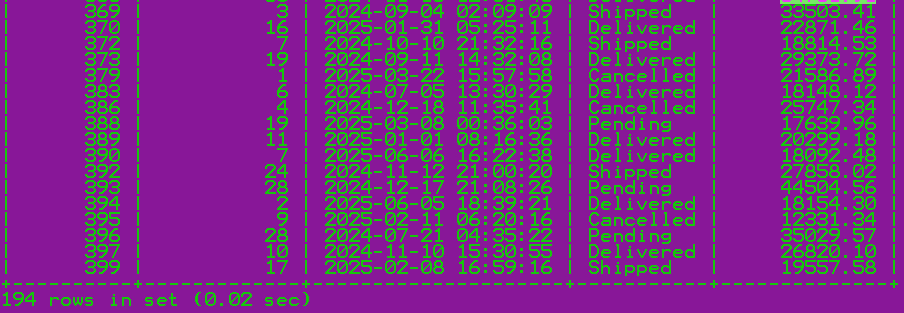 | 369 | 3 | 2024-09-04 02:09:09 | Shipped | 33503.41 |
| 370 | 16 | 2025-01-31 05:25:11 | Delivered | 22871.46 |
| 372 | 7 | 2024-10-10 21:32:16 | Shipped | 18814.53 |
| 373 | 19 | 2024-09-11 14:32:08 | Delivered | 29373.72 |
| 379 | 1 | 2025-03-22 15:57:58 | Cancelled | 21586.89 |
| 383 | 6 | 2024-07-05 13:30:29 | Delivered | 18148.12 |
| 386 | 4 | 2024-12-18 11:35:41 | Cancelled | 25747.34 |
| 388 | 19 | 2025-03-08 00:36:03 | Pending | 17639.96 |
| 389 | 11 | 2025-01-01 08:16:36 | Delivered | 20299.18 |
| 390 | 7 | 2025-06-06 16:22:38 | Delivered | 18092.48 |
| 392 | 24 | 2024-11-12 21:00:20 | Shipped | 27858.02 |
| 393 | 28 | 2024-12-17 21:08:26 | Pending | 44504.56 |
| 394 | 2 | 2025-06-05 18:39:21 | Delivered | 18154.30 |
| 395 | 9 | 2025-02-11 06:20:16 | Cancelled | 12331.34 |
| 396 | 28 | 2024-07-21 04:35:22 | Pending | 35029.57 |
| 397 | 10 | 2024-11-10 15:30:55 | Delivered | 26820.10 |
| 399 | 17 | 2025-02-08 16:59:16 | Shipped | 19557.58 |
194 rows in set (0.02 sec)